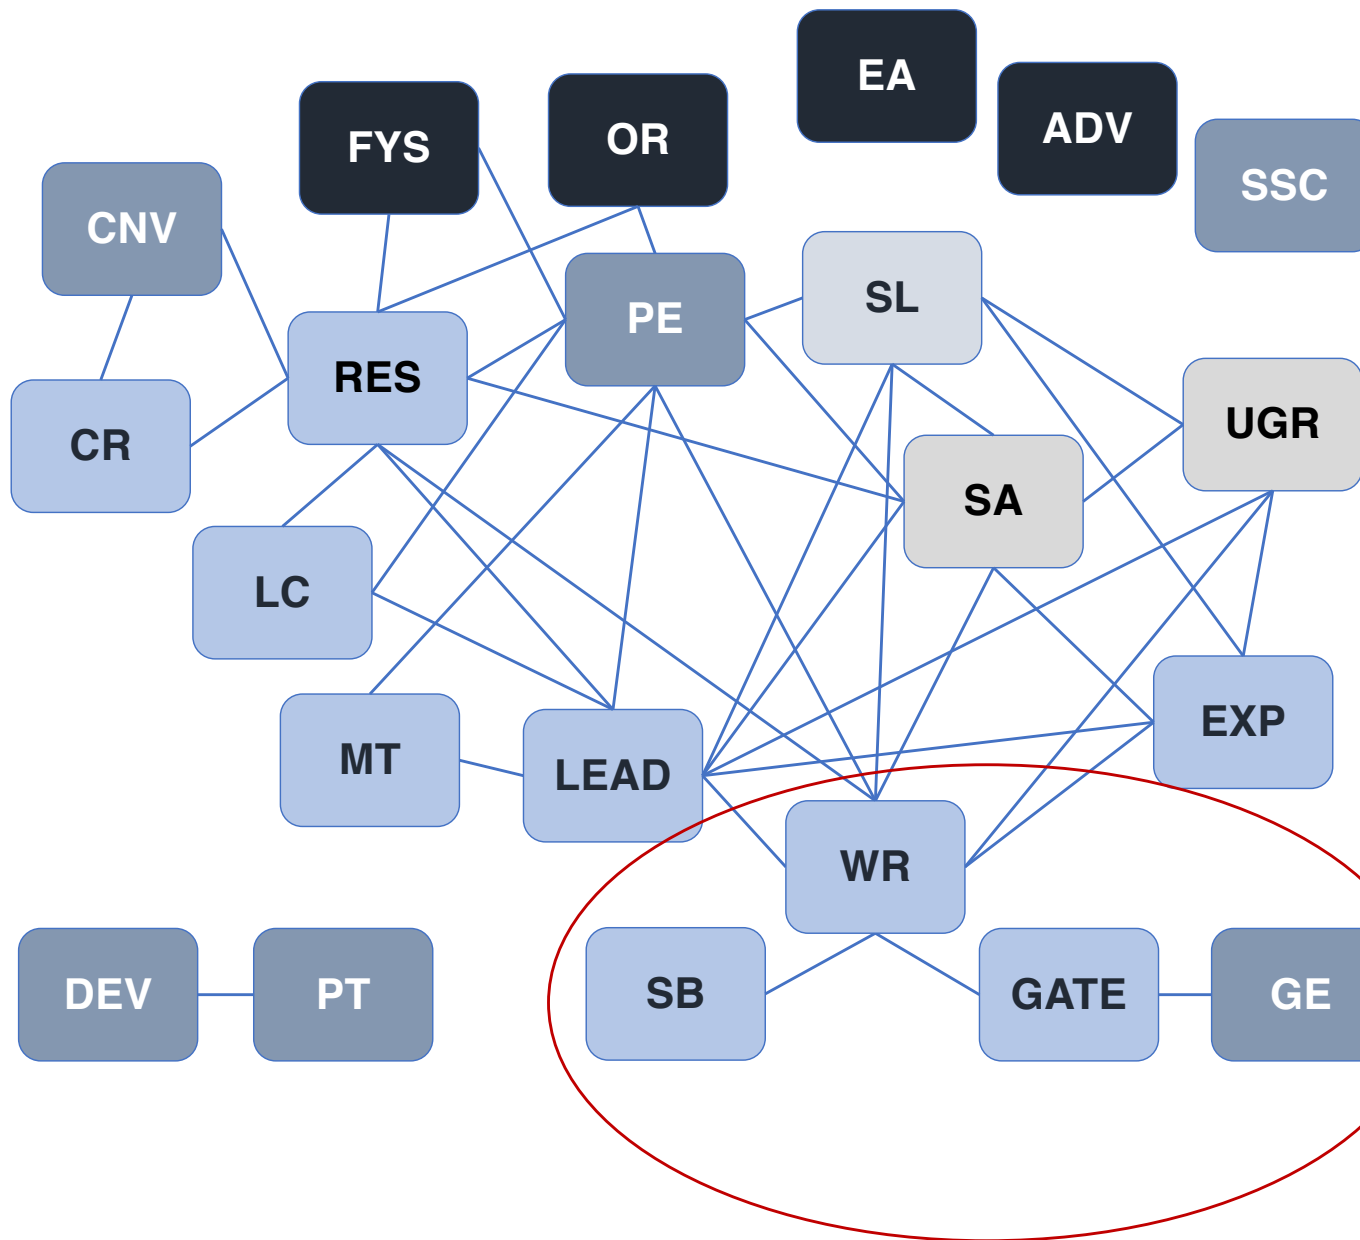 EA
ADV
OR
FYS
SSC
CNV
SL
PE
RES
UGR
CR
SA
LC
EXP
MT
LEAD
WR
DEV
PT
SB
GATE
GE